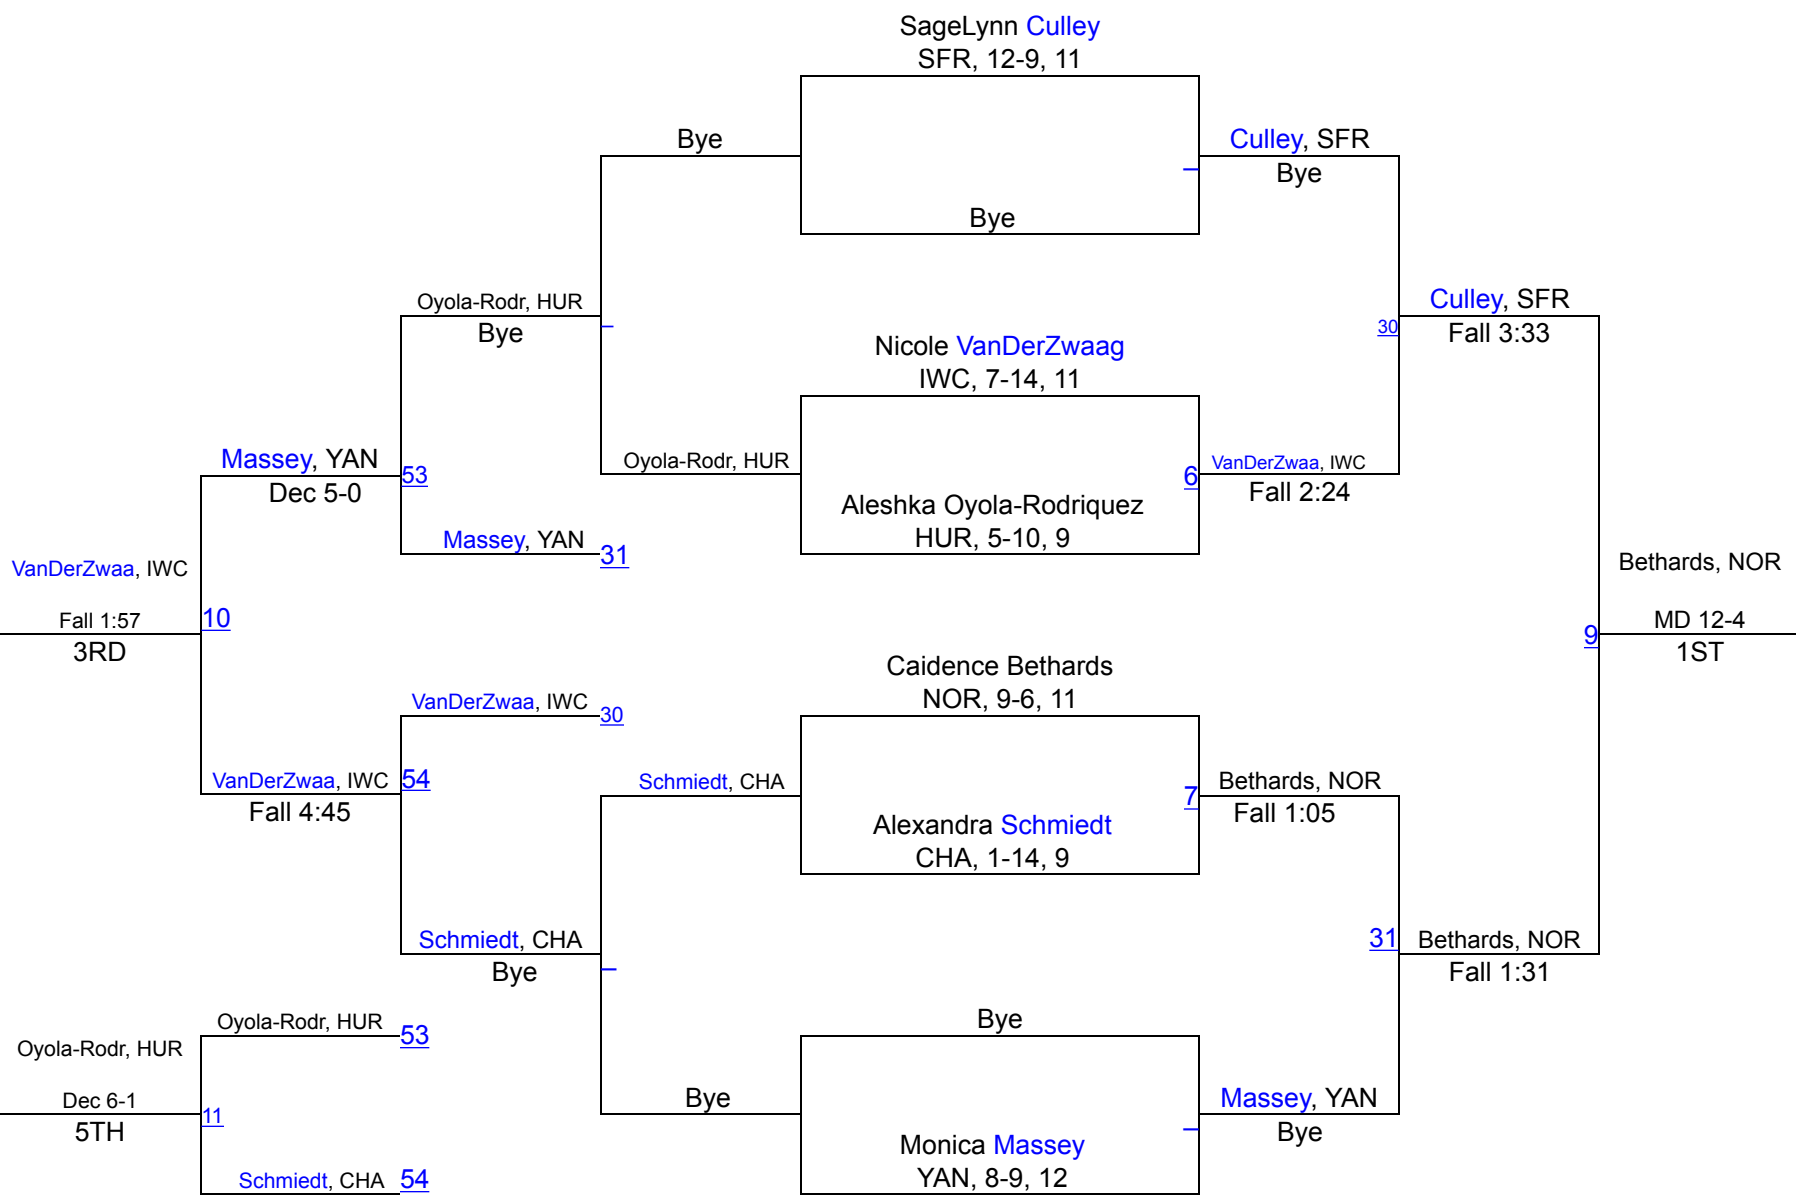 SageLynn Culley
SFR, 12-9, 11
Bye
Culley, SFR
Bye
Bye
Oyola-Rodr, HUR
Bye
Culley, SFR
30
Fall 3:33
Nicole VanDerZwaag
IWC, 7-14, 11
Massey, YAN
53
Dec 5-0
Oyola-Rodr, HUR
6
VanDerZwaa, IWC
Fall 2:24
Aleshka Oyola-Rodriquez
HUR, 5-10, 9
Massey, YAN
31
VanDerZwaa, IWC
Bethards, NOR
Fall 1:57
10
3RD
9
MD 12-4
1ST
Caidence Bethards
NOR, 9-6, 11
VanDerZwaa, IWC
30
VanDerZwaa, IWC
54
Fall 4:45
Schmiedt, CHA
7
Bethards, NOR
Fall 1:05
Alexandra Schmiedt
CHA, 1-14, 9
Schmiedt, CHA
Bye
31
Bethards, NOR
Fall 1:31
Oyola-Rodr, HUR
53
Bye
Oyola-Rodr, HUR
Dec 6-1
11
5TH
Bye
Massey, YAN
Bye
Monica Massey
YAN, 8-9, 12
Schmiedt, CHA
54